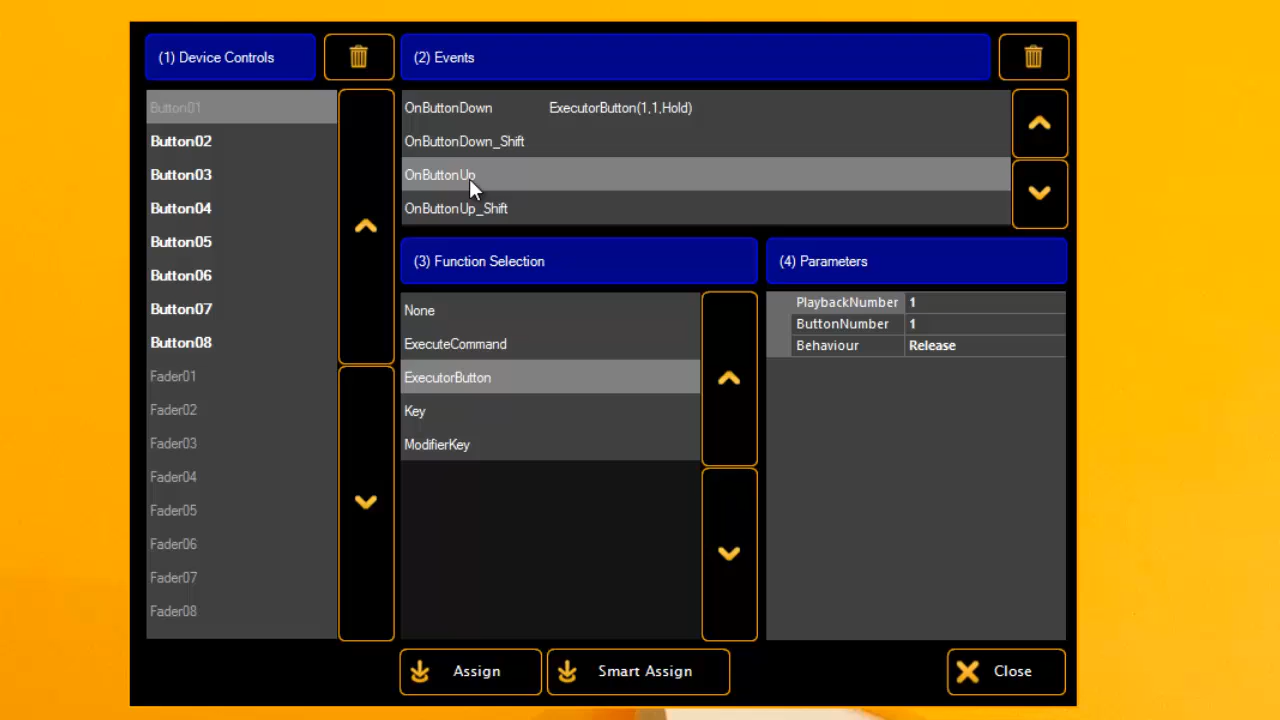 (1) Device Controls
(2) Events
Button01
Button02
Button03
Button04
Button05
Button06
Button07
Button08
Fader01
Fader02
Fader03
Fader04
Fader05
Fader06
Fader07
Fader08
OnButtonDown ExecutorButton(1,1,Hold)
OnButtonDown_Shift
OnButtonUp
OnButtonUp_Shift
(3) Function Selection
None
ExecuteCommand
ExecutorButton
Key
ModifierKey
(4) Parameters
PlaybackNumber 1
ButtonNumber 1
Behaviour Release
Assign
Smart Assign
Close